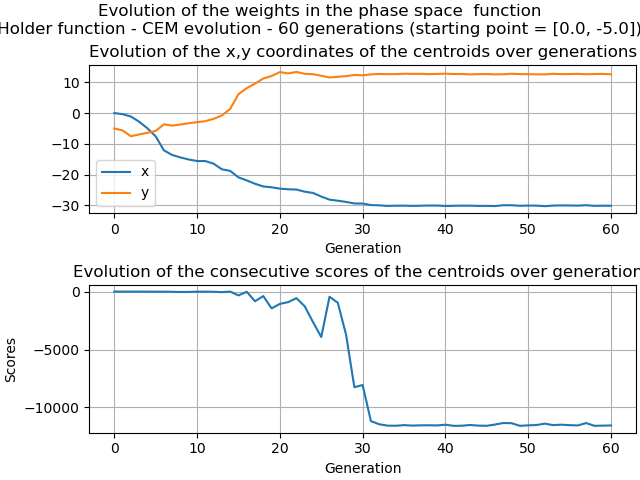 Evolution of the weights in the phase space  function
Holder function - CEM evolution - 60 generations (starting point = [0.0, -5.0])
Evolution of the x,y coordinates of the centroids over generations
10
0
−10
−20
−30
x
y
0 10 20 30 40 50 60
Generation
Evolution of the consecutive scores of the centroids over generation
0
−5000
−10000
Scores
0 10 20 30 40 50 60
Generation